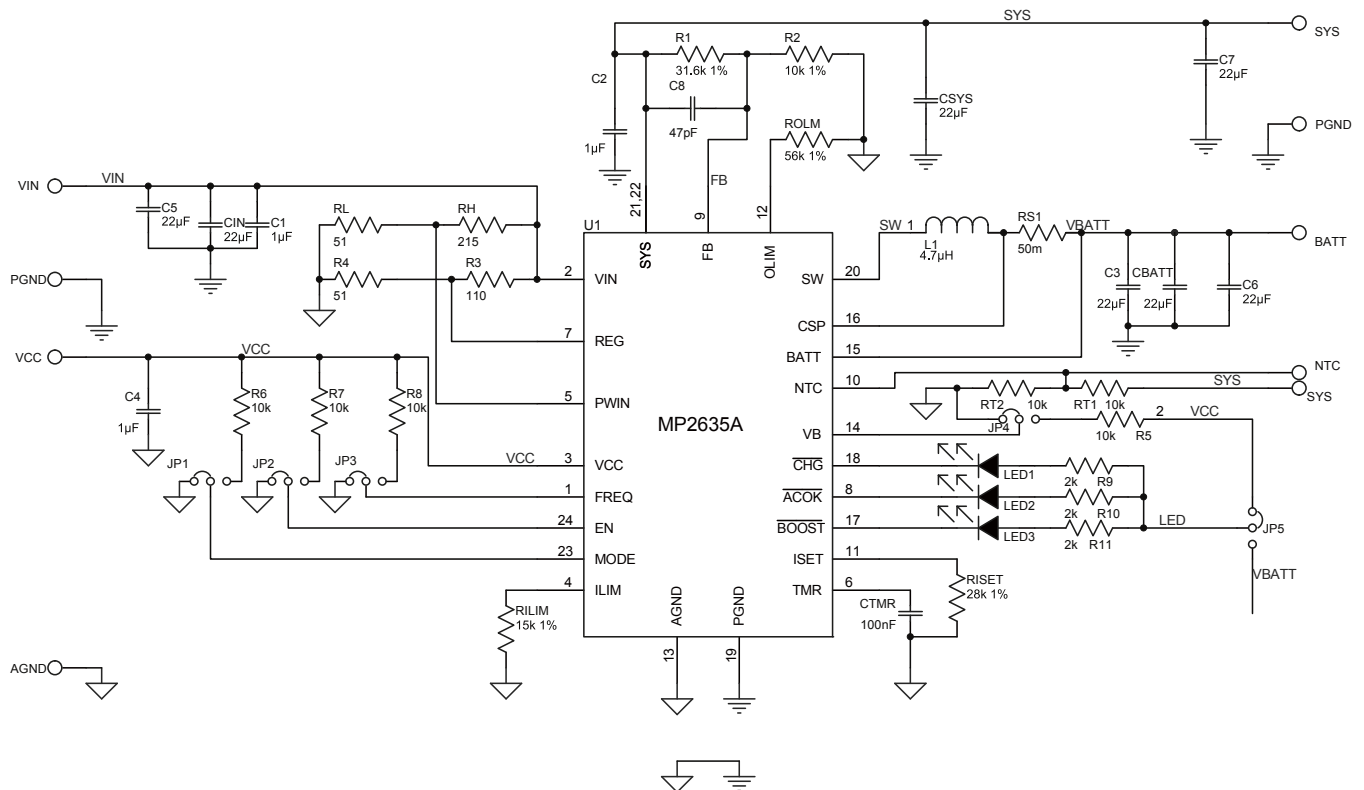 SYS
SYS
R1
31.6k 1%
R2
10k 1%
C2
C8
47pF
1µF
ROLM
56k 1%
CSYS
22µF
C7
22µF
PGND
VIN
VIN
C5
22µF
CIN
22µF
C1
1µF
FB
21,22
9
12
RL
51
RH
215
R4
51
R3
110
U1
SYS
FB
OLIM
SW 1
L1
4.7µH
RS1
50m
VBATT
BATT
PGND
2
VIN
SW
20
C3
22µF
CBATT
22µF
C6
22µF
CSP
16
7
REG
BATT
15
VCC
VCC
NTC
10
NTC
SYS
SYS
C4
1µF
R6
10k
R7
10k
R8
10k
5
PWIN
RT2
10k
RT1
10k
MP2635A
JP4
2
VCC
VB
14
10k
R5
JP1
JP2
JP3
VCC
3
VCC
CHG
18
LED1
2k
R9
1
FREQ
ACOK
8
LED2
2k
R10
24
EN
BOOST
17
LED3
2k
R11
LED
JP5
23
MODE
ISET
11
VBATT
4
ILIM
TMR
6
RISET
28k 1%
RILIM
15k 1%
AGND
PGND
CTMR
100nF
13
19
AGND